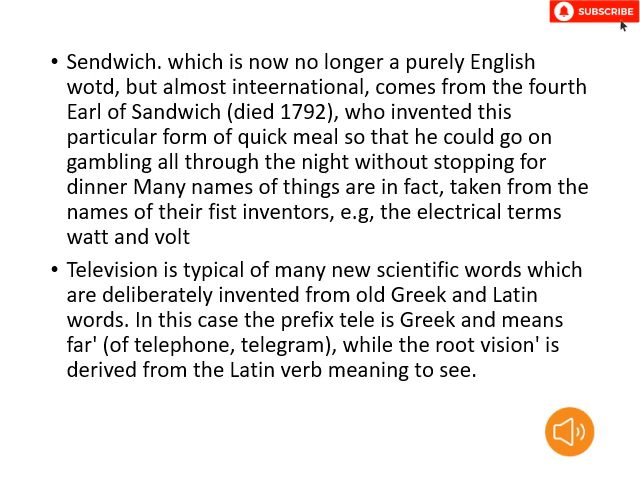 SUBSCRIBE
• Sendwich. which is now no longer a purely English
wotd, but almost inteernational, comes from the fourth
Earl of Sandwich (died 1792), who invented this
particular form of quick meal so that he could go on
gambling all through the night without stopping for
dinner Many names of things are in fact, taken from the
names of their fist inventors, e.g, the electrical terms
watt and volt
• Television is typical of many new scientific words which
are deliberately invented from old Greek and Latin
words. In this case the prefix tele is Greek and means
far' (of telephone, telegram), while the root vision' is
derived from the Latin verb meaning to see.